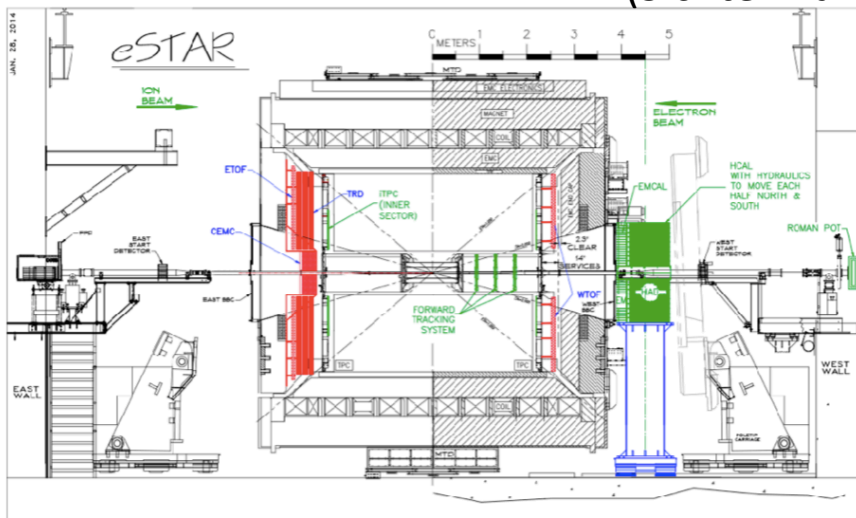 JAN. 28, 2014
eSTAR
0 1 2 3 4 5
METERS
MTD
EMC ELECTRONICS
ION
BEAM
MAGNET
ELECTRON
BEAM
COIL
EMC
ETOF
TRD
iTPC
(INNER
SECTOR)
EMCAL
HCAL
WITH HYDRAULICS
TO MOVE EACH
HALF NORTH &
SOUTH
CEMC
ROMAN POT
EAST
START
DETECTOR
2.5"
CLEAR
14"
SERVICES
WEST
START
DETECTOR
EAST BBC
WEST
BBC
WTOF
EM
HAD
FORWARD
TRACKING
SYSTEM
TPC
TPC
EAST
WALL
WEST
WALL
COIL
MTD